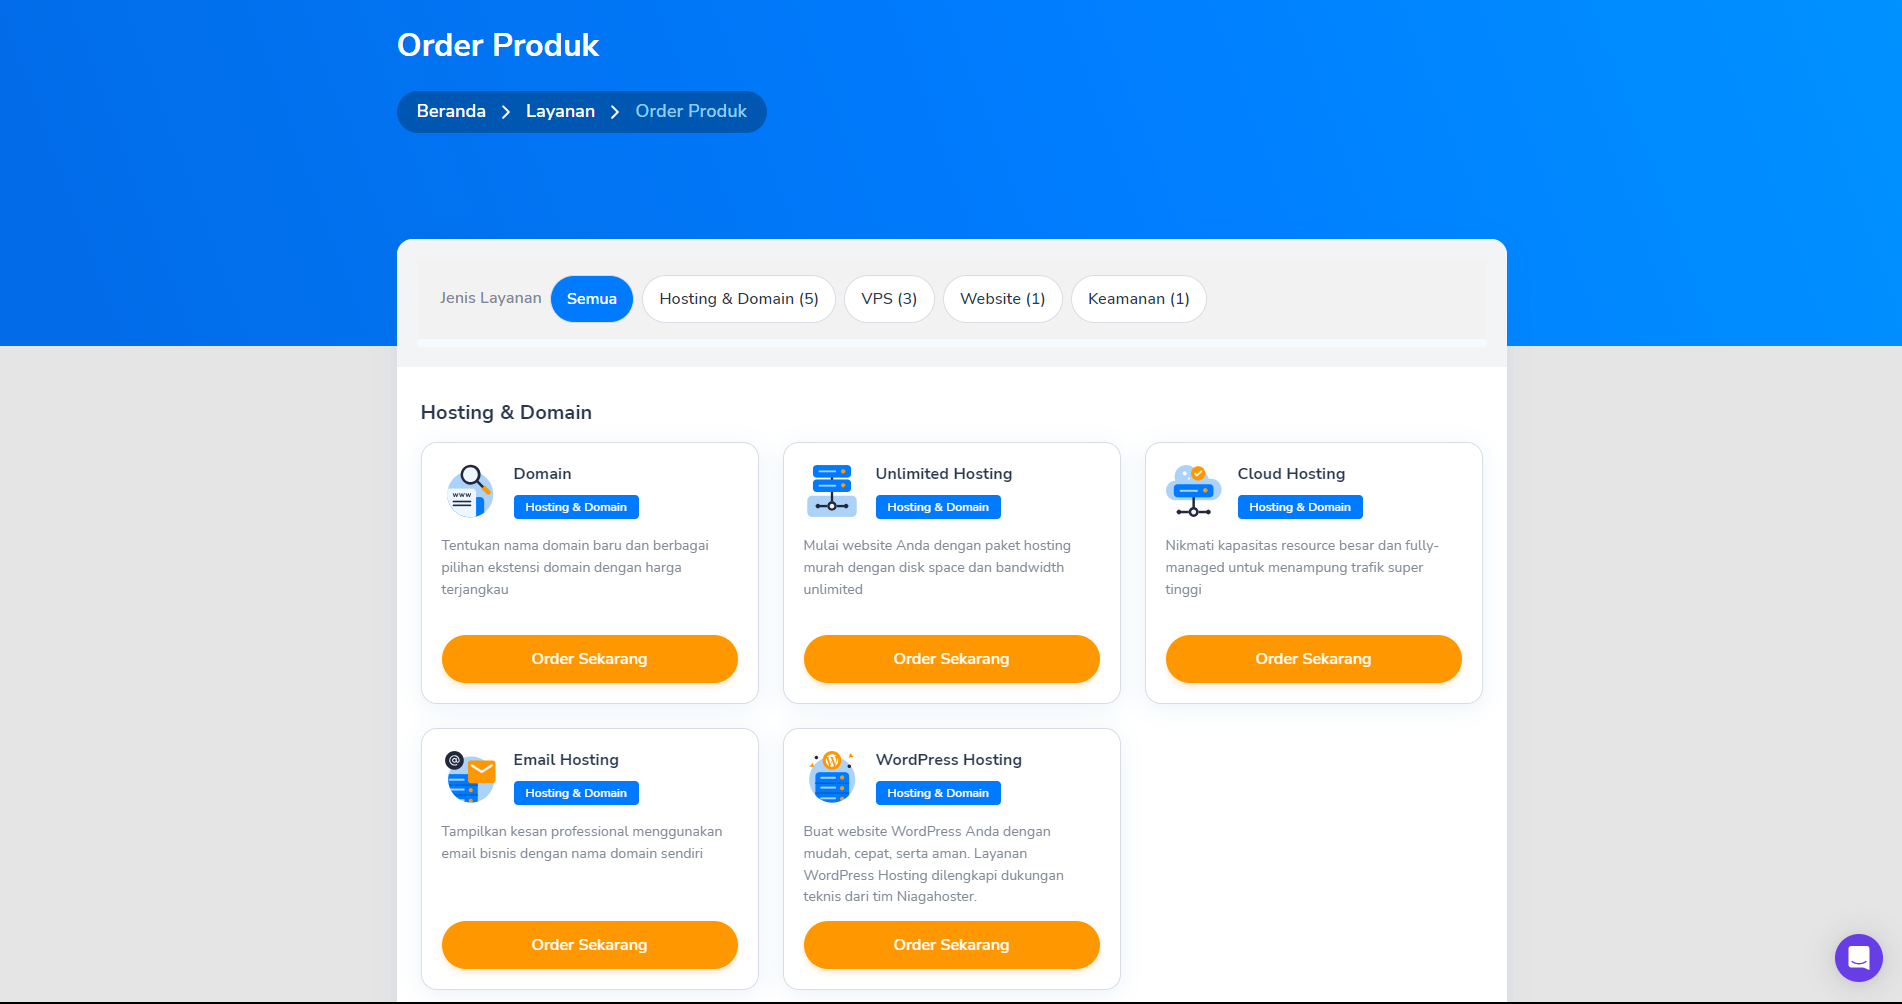 Order Produk
Beranda > Layanan > Order Produk
Jenis Layanan Semua Hosting & Domain (5) VPS (3) Website (1) Keamanan (1)
Hosting & Domain
Domain
Hosting & Domain
www
Tentukan nama domain baru dan berbagai
pilihan ekstensi domain dengan harga
terjangkau
Order Sekarang
Unlimited Hosting
Hosting & Domain
Mulai website Anda dengan paket hosting
murah dengan disk space dan bandwidth
unlimited
Order Sekarang
Cloud Hosting
Hosting & Domain
Nikmati kapasitas resource besar dan fully-
managed untuk menampung trafik super
tinggi
Order Sekarang
@
Email Hosting
Hosting & Domain
Tampilkan kesan professional menggunakan
email bisnis dengan nama domain sendiri
Order Sekarang
WordPress Hosting
Hosting & Domain
Buat website WordPress Anda dengan
mudah, cepat, serta aman. Layanan
WordPress Hosting dilengkapi dukungan
teknis dari tim Niagahoster.
Order Sekarang